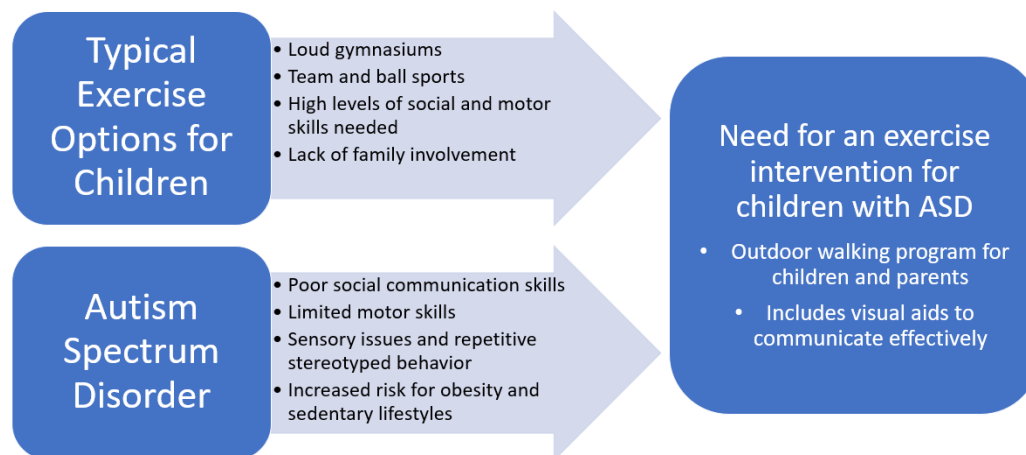 Typical
Exercise
Options for
Children
• Loud gymnasiums
• Team and ball sports
• High levels of social and motor
skills needed
• Lack of family involvement
Autism
Spectrum
Disorder
• Poor social communication skills
• Limited motor skills
• Sensory issues and repetitive
stereotyped behavior
• Increased risk for obesity and
sedentary lifestyles
Need for an exercise
intervention for
children with ASD
• Outdoor walking program for
children and parents
• Includes visual aids to
communicate effectively